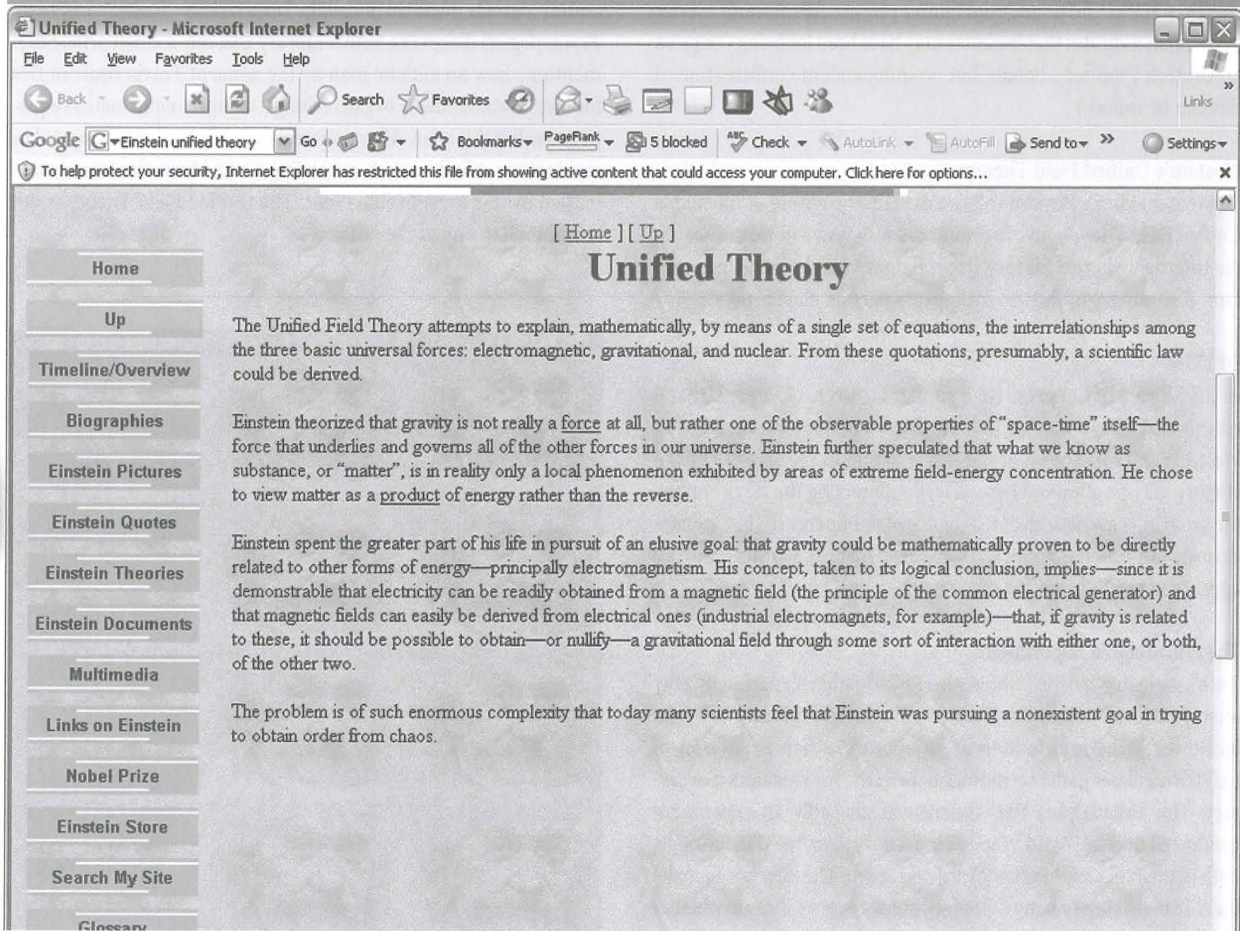 Unified Theory - Microsoft Internet Explorer
File Edit View Favorites Tools Help
Back Search Favorites Links
Google G Einstein unified theory Go Bookmarks PageRank 5 blocked ABC Check AutoLink AutoFill Send to Settings
To help protect your security, Internet Explorer has restricted this file from showing active content that could access your computer. Click here for options...
[ Home ] [ Up ]
Unified Theory
Home
Up
Timeline/Overview
Biographies
Einstein Pictures
Einstein Quotes
Einstein Theories
Einstein Documents
Multimedia
Links on Einstein
Nobel Prize
Einstein Store
Search My Site
Glossary
The Unified Field Theory attempts to explain, mathematically, by means of a single set of equations, the interrelationships among
the three basic universal forces: electromagnetic, gravitational, and nuclear. From these quotations, presumably, a scientific law
could be derived.
Einstein theorized that gravity is not really a force at all, but rather one of the observable properties of “space-time” itself—the
force that underlies and governs all of the other forces in our universe. Einstein further speculated that what we know as
substance, or “matter”, is in reality only a local phenomenon exhibited by areas of extreme field-energy concentration. He chose
to view matter as a product of energy rather than the reverse.
Einstein spent the greater part of his life in pursuit of an elusive goal: that gravity could be mathematically proven to be directly
related to other forms of energy—principally electromagnetism. His concept, taken to its logical conclusion, implies—since it is
demonstrable that electricity can be readily obtained from a magnetic field (the principle of the common electrical generator) and
that magnetic fields can easily be derived from electrical ones (industrial electromagnets, for example)—that, if gravity is related
to these, it should be possible to obtain—or nullify—a gravitational field through some sort of interaction with either one, or both,
of the other two.
The problem is of such enormous complexity that today many scientists feel that Einstein was pursuing a nonexistent goal in trying
to obtain order from chaos.